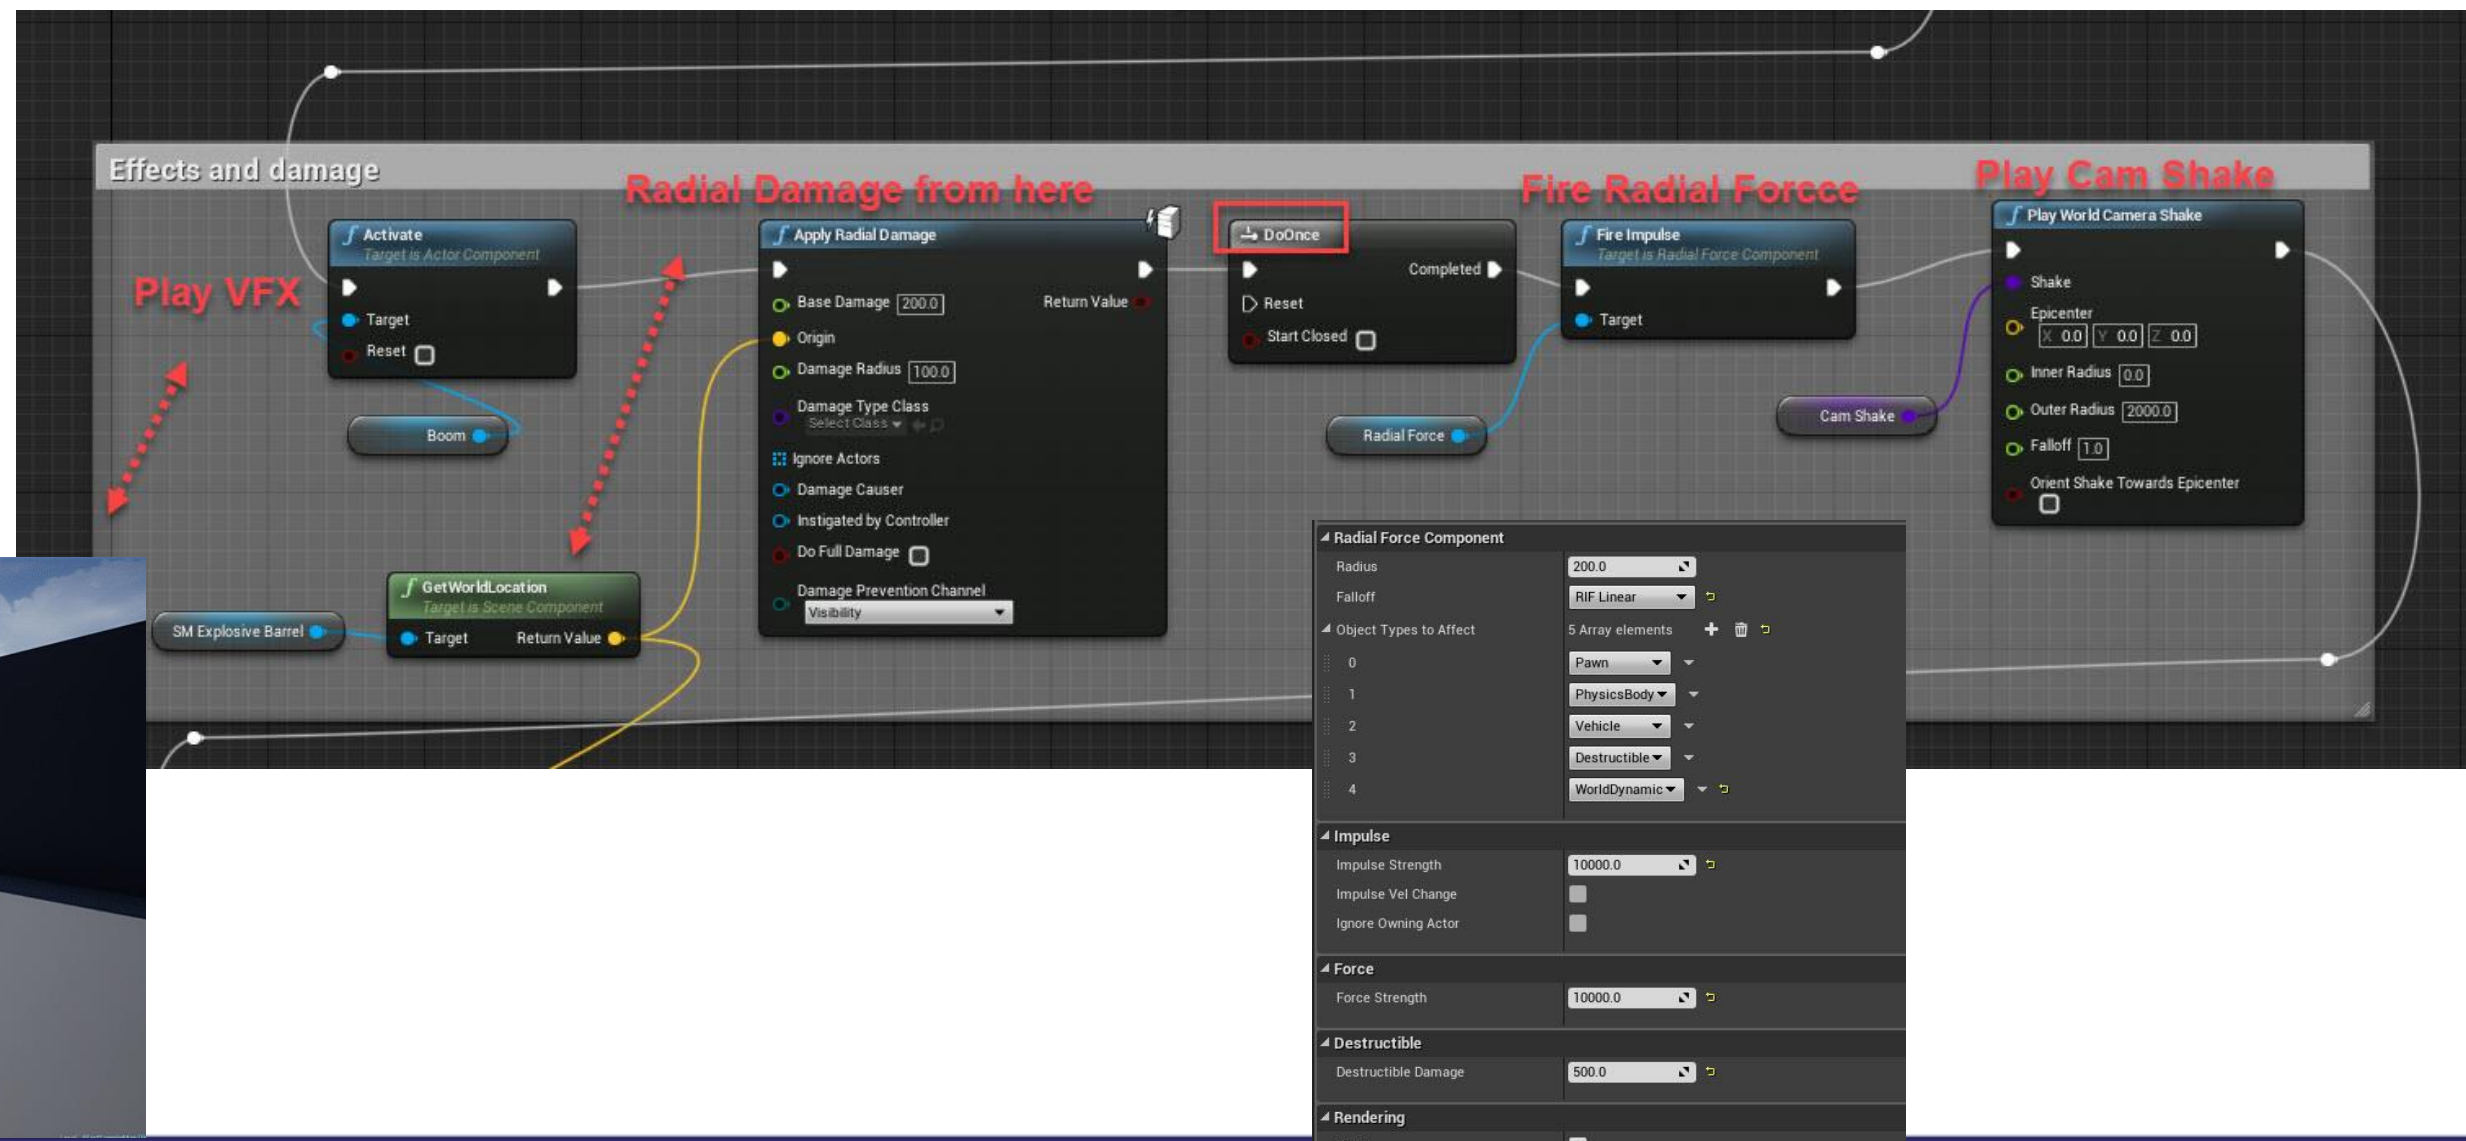 Effects and damage
Radial Damage from here
Fire Radial Forcce
Play Cam Shake
Play VFX
Activate
Target is Actor Component
Target
Reset
Boom
SM Explosive Barrel
GetWorldLocation
Target is Scene Component
Target
Return Value
Apply Radial Damage
Base Damage 200.0
Return Value
Origin
Damage Radius 100.0
Damage Type Class
Select Class
Ignore Actors
Damage Causer
Instigated by Controller
Do Full Damage
Damage Prevention Channel
Visibility
DoOnce
Completed
Reset
Start Closed
Radial Force
Fire Impulse
Target is Radial Force Component
Target
Cam Shake
Play World Camera Shake
Shake
Epicenter
X 0.0 Y 0.0 Z 0.0
Inner Radius 0.0
Outer Radius 2000.0
Falloff 1.0
Orient Shake Towards Epicenter
Radial Force Component
Radius 200.0
Falloff RIF Linear
Object Types to Affect 5 Array elements
0 Pawn
1 PhysicsBody
2 Vehicle
3 Destructible
4 WorldDynamic
Impulse
Impulse Strength 10000.0
Impulse Vel Change
Ignore Owning Actor
Force
Force Strength 10000.0
Destructible
Destructible Damage 500.0
Rendering